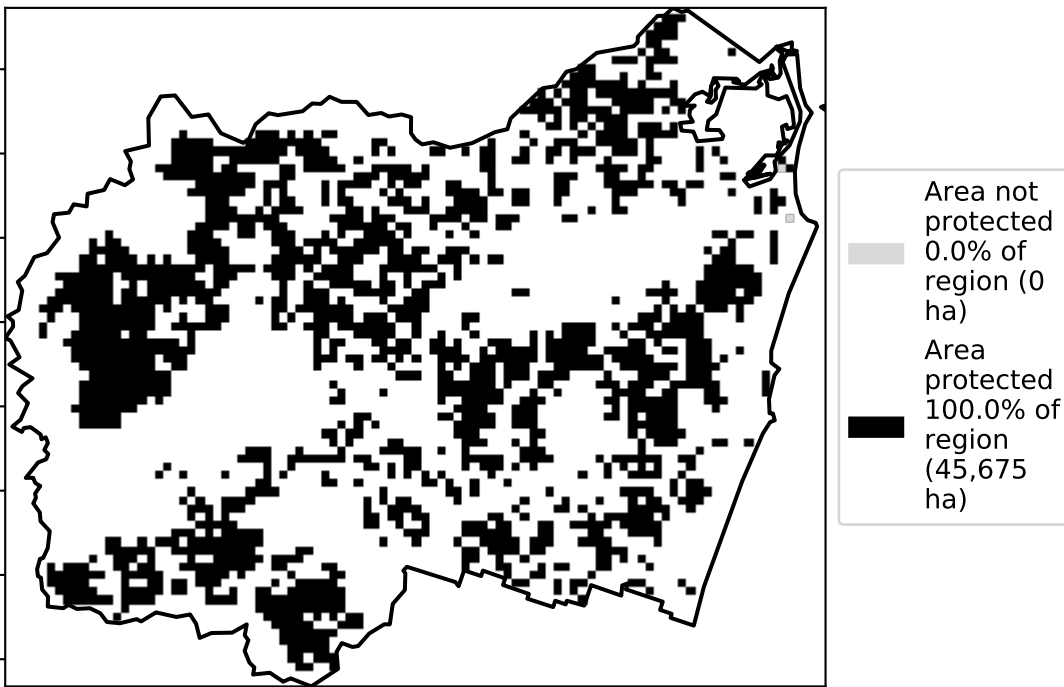 Area not
protected
0.0% of
region (0
ha)
Area
protected
100.0% of
region
(45,675
ha)